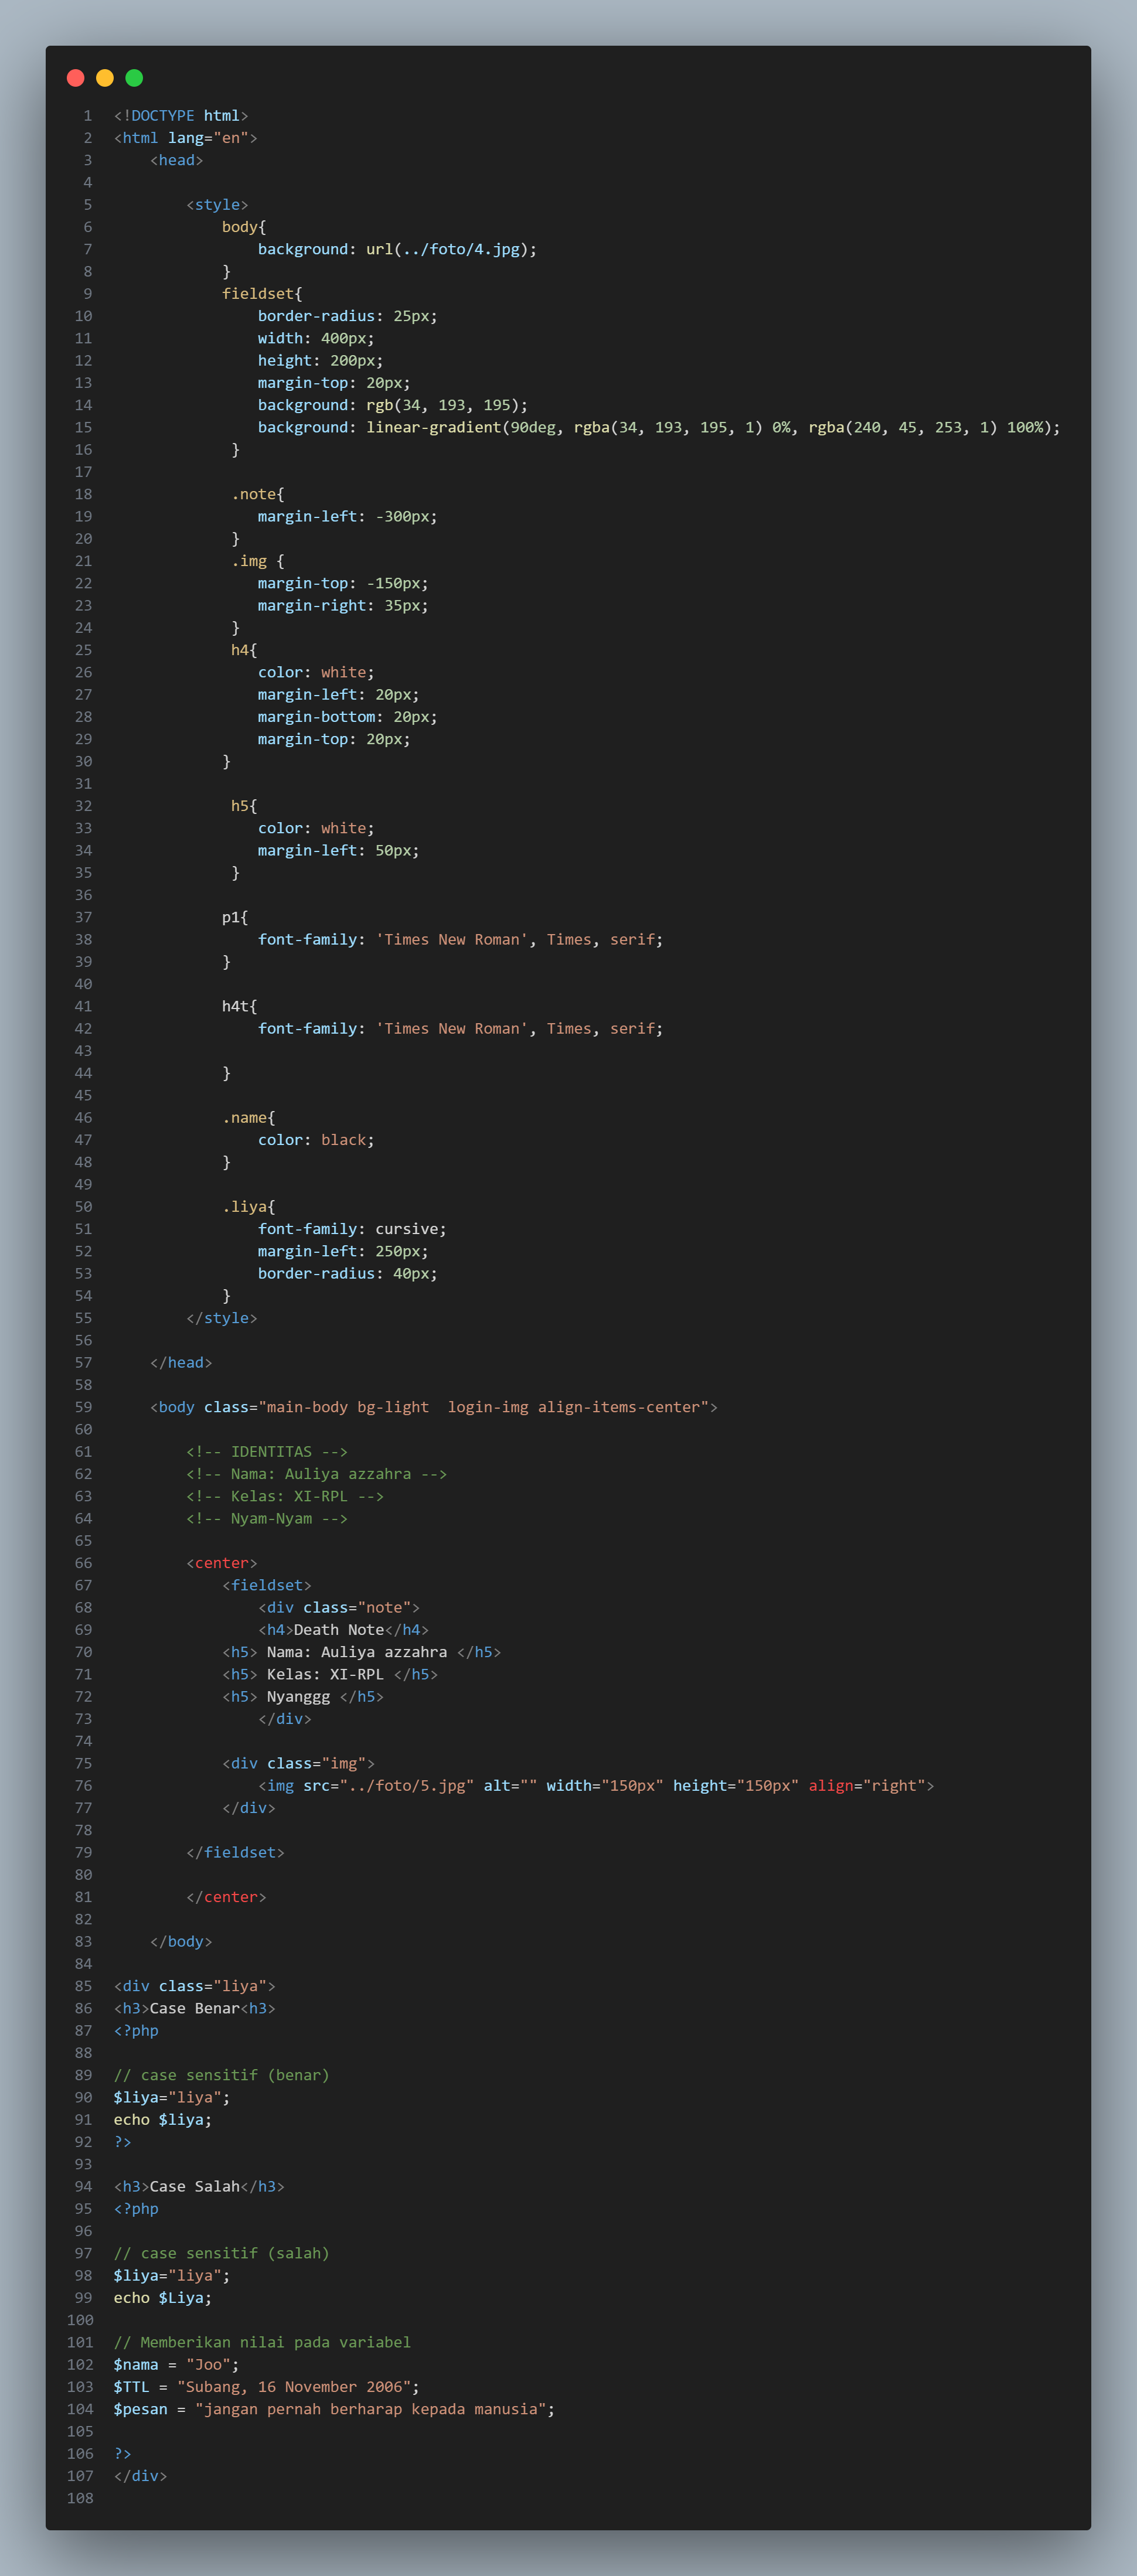 1 <!DOCTYPE html>
2 <html lang="en">
3     <head>
4
5         <style>
6             body{
7                 background: url(../foto/4.jpg);
8             }
9             fieldset{
10                 border-radius: 25px;
11                 width: 400px;
12                 height: 200px;
13                 margin-top: 20px;
14                 background: rgb(34, 193, 195);
15                 background: linear-gradient(90deg, rgba(34, 193, 195, 1) 0%, rgba(240, 45, 253, 1) 100%);
16              }
17
18              .note{
19                 margin-left: -300px;
20              }
21              .img {
22                 margin-top: -150px;
23                 margin-right: 35px;
24              }
25              h4{
26                 color: white;
27                 margin-left: 20px;
28                 margin-bottom: 20px;
29                 margin-top: 20px;
30             }
31
32              h5{
33                 color: white;
34                 margin-left: 50px;
35              }
36
37             p1{
38                 font-family: 'Times New Roman', Times, serif;
39             }
40
41             h4t{
42                 font-family: 'Times New Roman', Times, serif;
43
44             }
45
46             .name{
47                 color: black;
48             }
49
50             .liya{
51                 font-family: cursive;
52                 margin-left: 250px;
53                 border-radius: 40px;
54             }
55         </style>
56
57     </head>
58
59     <body class="main-body bg-light  login-img align-items-center">
60
61         <!-- IDENTITAS -->
62         <!-- Nama: Auliya azzahra -->
63         <!-- Kelas: XI-RPL -->
64         <!-- Nyam-Nyam -->
65
66         <center>
67             <fieldset>
68                 <div class="note">
69                 <h4>Death Note</h4>
70             <h5> Nama: Auliya azzahra </h5>
71             <h5> Kelas: XI-RPL </h5>
72             <h5> Nyanggg </h5>
73                 </div>
74
75             <div class="img">
76                 <img src="../foto/5.jpg" alt="" width="150px" height="150px" align="right">
77             </div>
78
79         </fieldset>
80
81         </center>
82
83     </body>
84
85 <div class="liya">
86 <h3>Case Benar<h3>
87 <?php
88
89 // case sensitif (benar)
90 $liya="liya";
91 echo $liya;
92 ?>
93
94 <h3>Case Salah</h3>
95 <?php
96
97 // case sensitif (salah)
98 $liya="liya";
99 echo $Liya;
100
101 // Memberikan nilai pada variabel
102 $nama = "Joo";
103 $TTL = "Subang, 16 November 2006";
104 $pesan = "jangan pernah berharap kepada manusia";
105
106 ?>
107 </div>
108